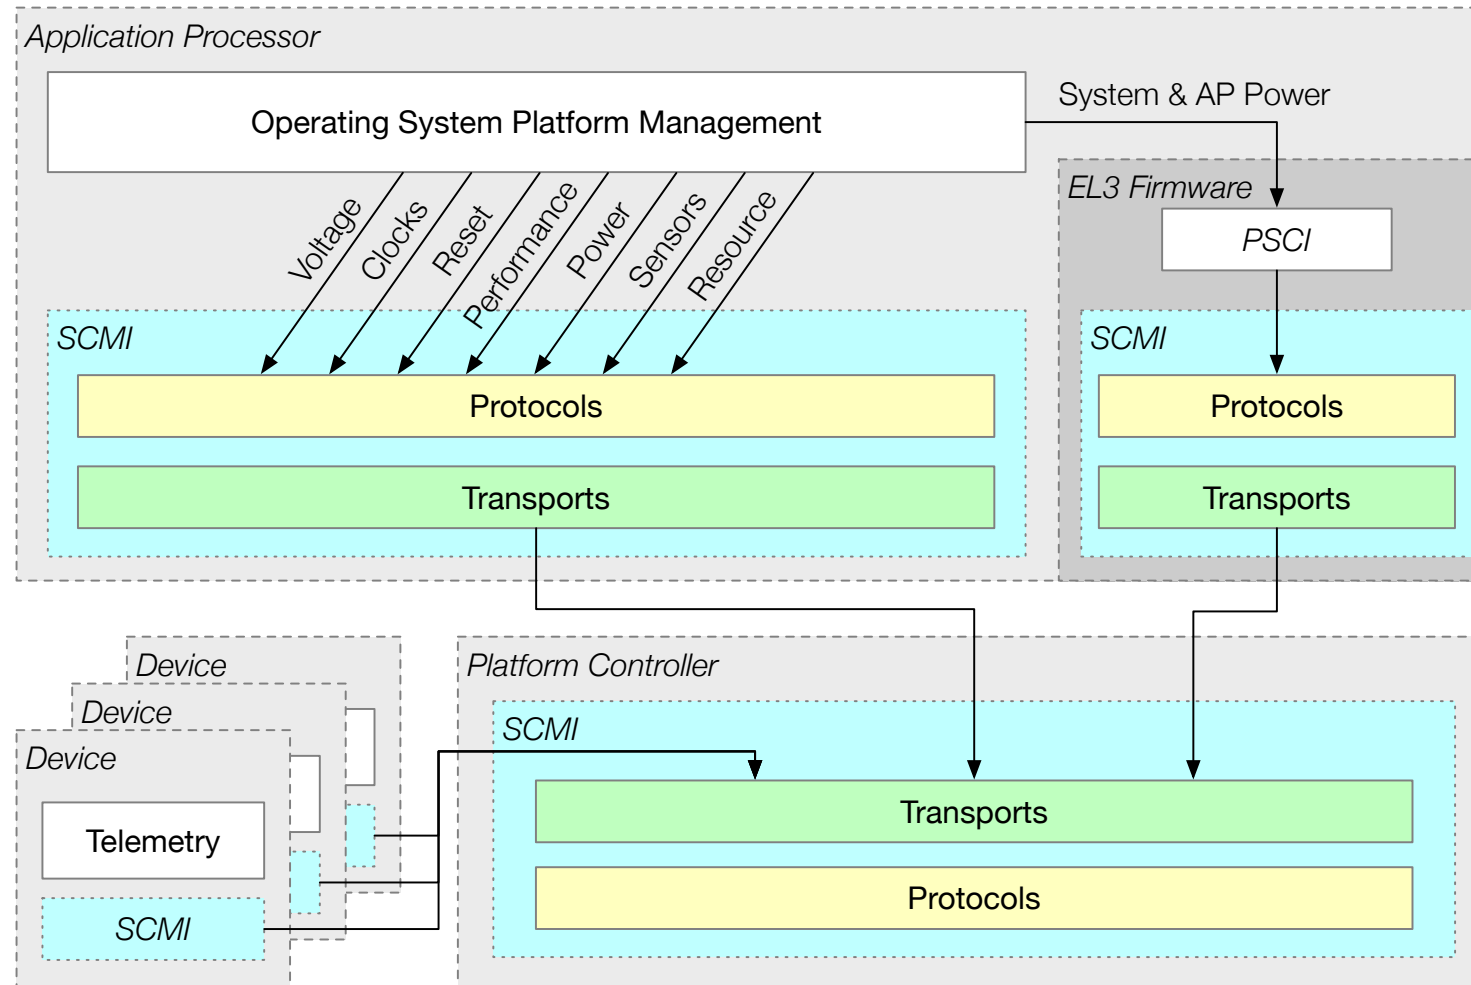 Application Processor
Operating System Platform Management
System & AP Power
EL3 Firmware
PSCI
Voltage
Clocks
Reset
Performance
Power
Sensors
Resource
SCMI
Protocols
Transports
SCMI
Protocols
Transports
Device
Device
Device
Telemetry
SCMI
Platform Controller
SCMI
Transports
Protocols